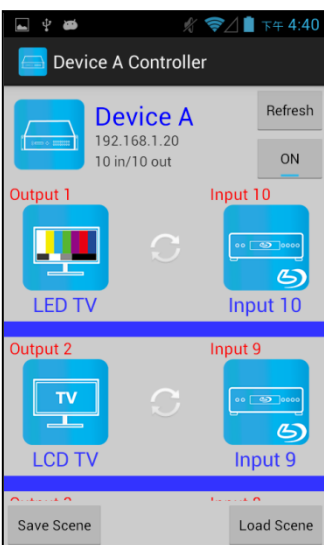 下午 4:40
Device A Controller
Device A
192.168.1.20
10 in/10 out
Refresh
ON
Output 1
Input 10
LED TV
Input 10
Output 2
Input 9
TV
LCD TV
Input 9
Save Scene
Load Scene